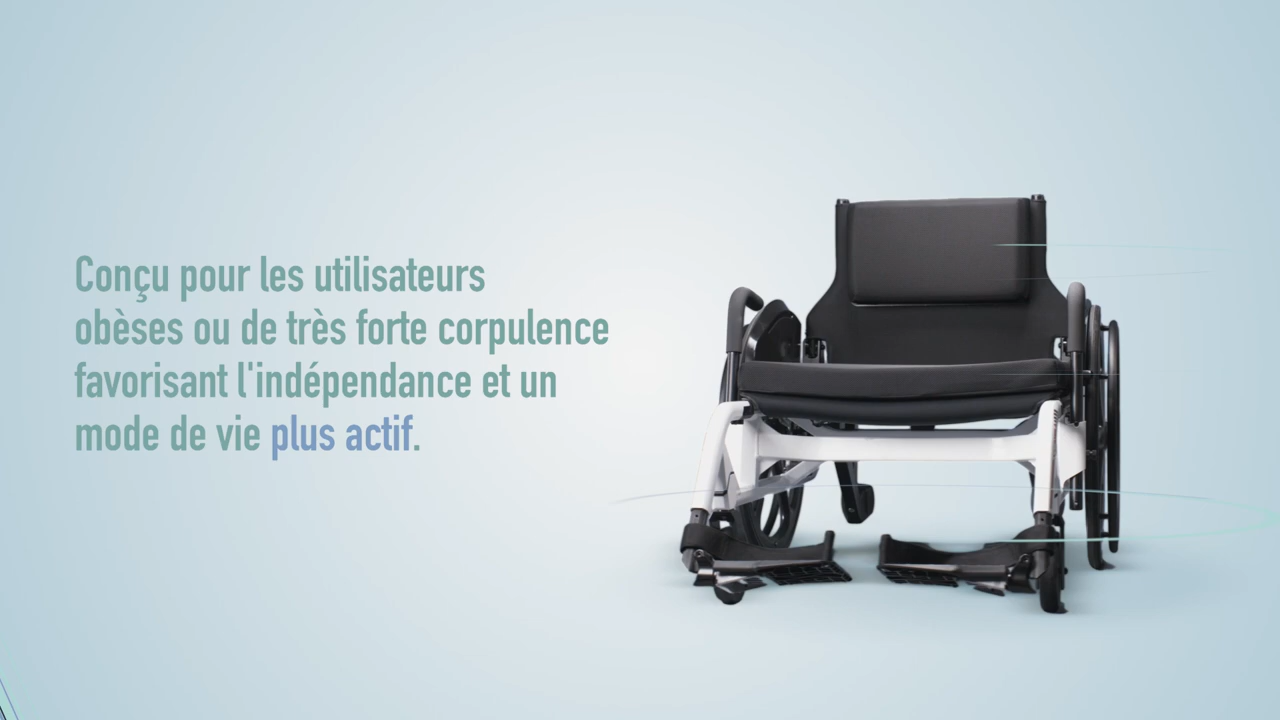 Conçu pour les utilisateurs
obèses ou de très forte corpulence
favorisant l'indépendance et un
mode de vie plus actif.